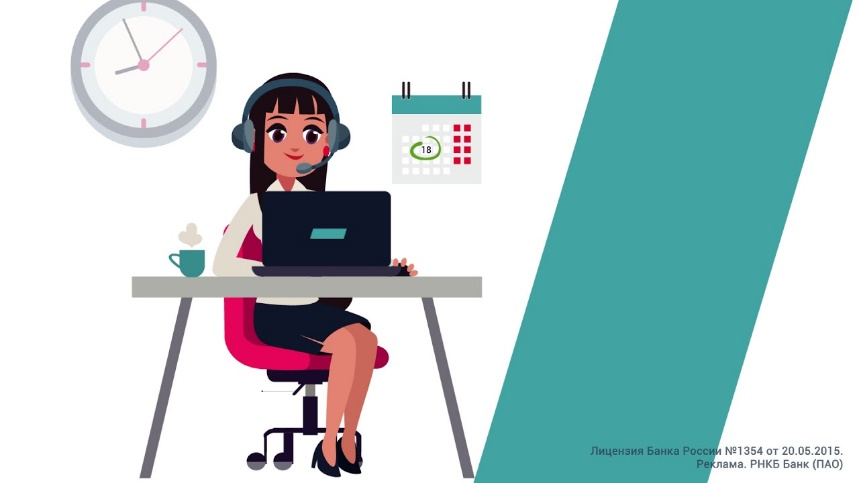 18
Лицензия Банка России №1354 от 20.05.2015.
Реклама. РНКБ Банк (ПАО)